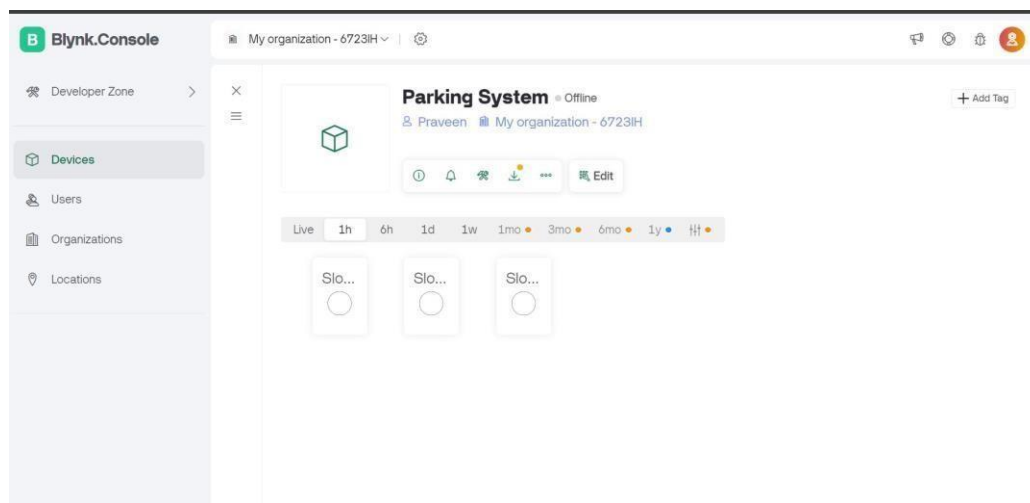 B Blynk.Console
My organization - 6723IH
Developer Zone
Devices
Users
Organizations
Locations
Parking System Offline
Praveen My organization - 6723IH
Add Tag
Edit
Live 1h 6h 1d 1w 1mo 3mo 6mo 1y
Slo... Slo... Slo...